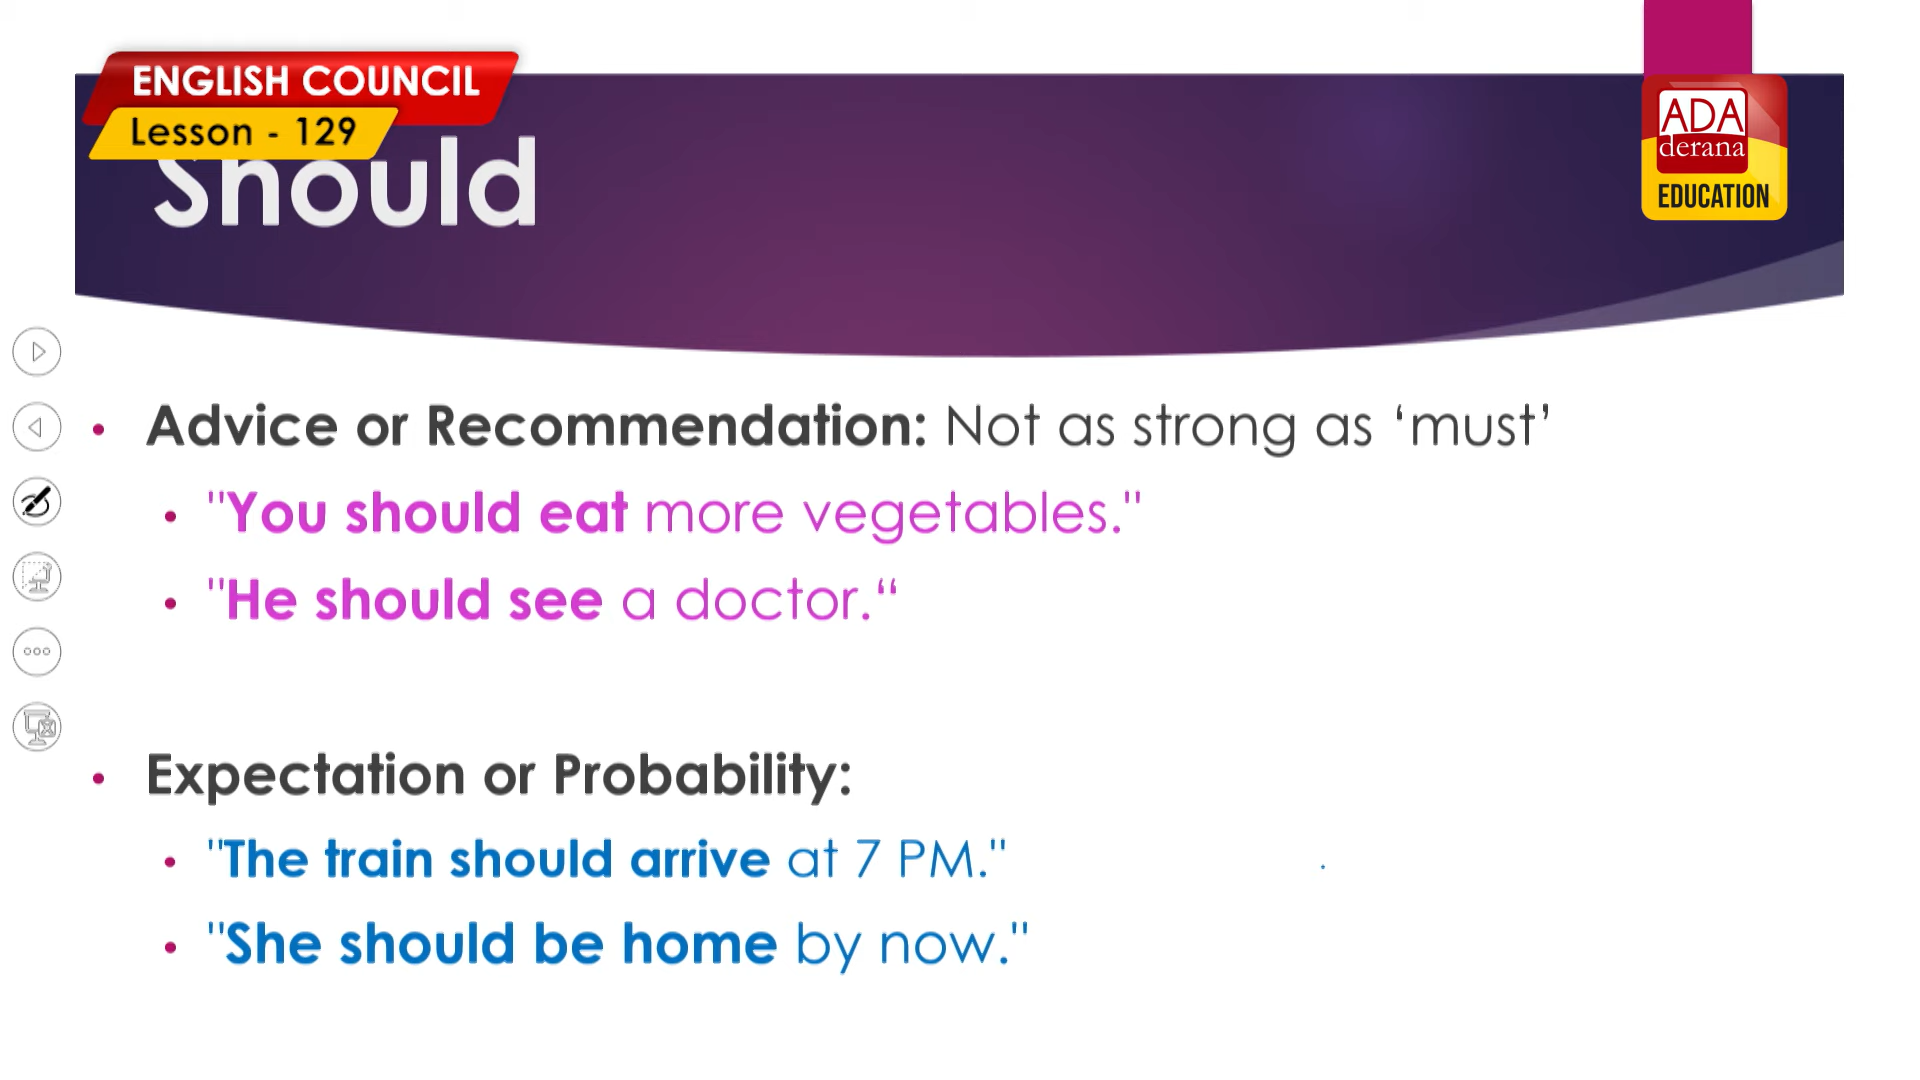 ENGLISH COUNCIL
Lesson - 129
Should
ADA
derana
EDUCATION
• Advice or Recommendation: Not as strong as ‘must’
• "You should eat more vegetables."
• "He should see a doctor.“
• Expectation or Probability:
• "The train should arrive at 7 PM."
• "She should be home by now."